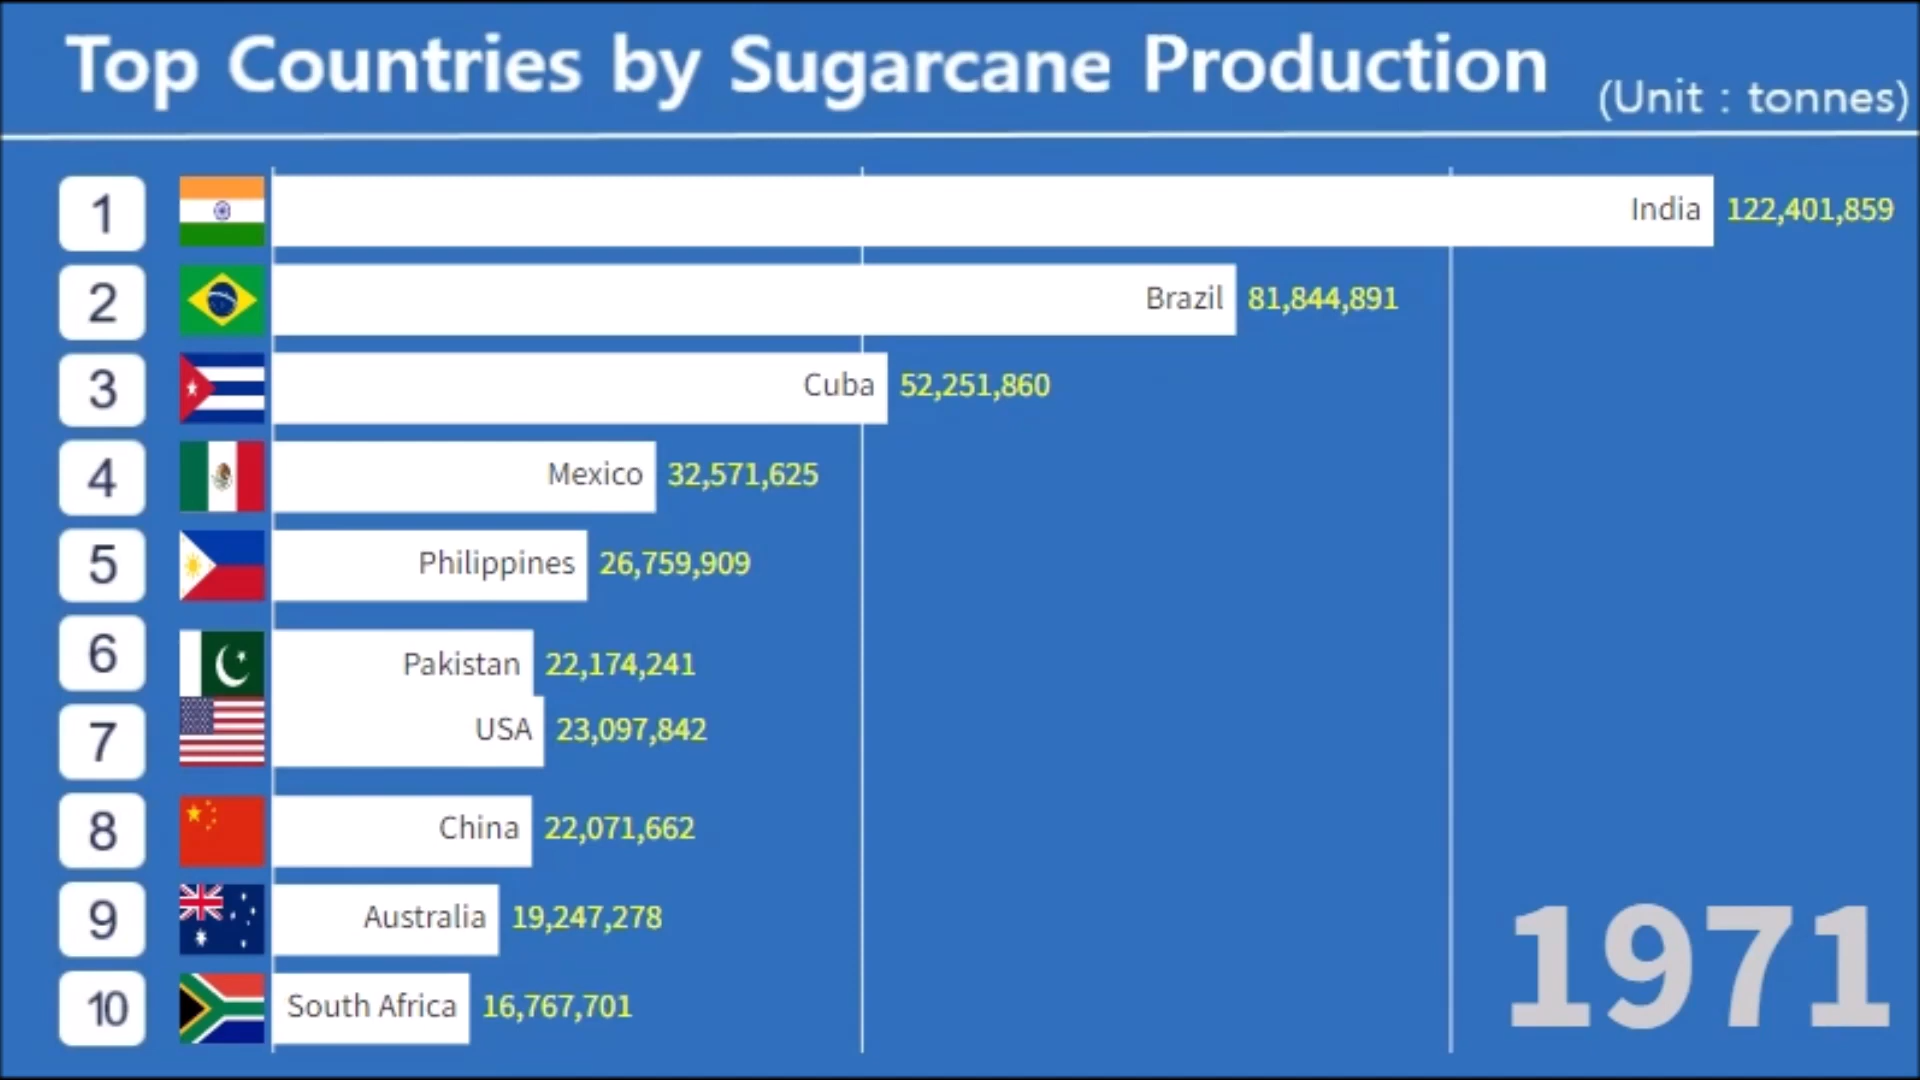 Top Countries by Sugarcane Production (Unit : tonnes)
1 India 122,401,859
2 Brazil 81,844,891
3 Cuba 52,251,860
4 Mexico 32,571,625
5 Philippines 26,759,909
6 Pakistan 22,174,241
7 USA 23,097,842
8 China 22,071,662
9 Australia 19,247,278
10 South Africa 16,767,701
1971